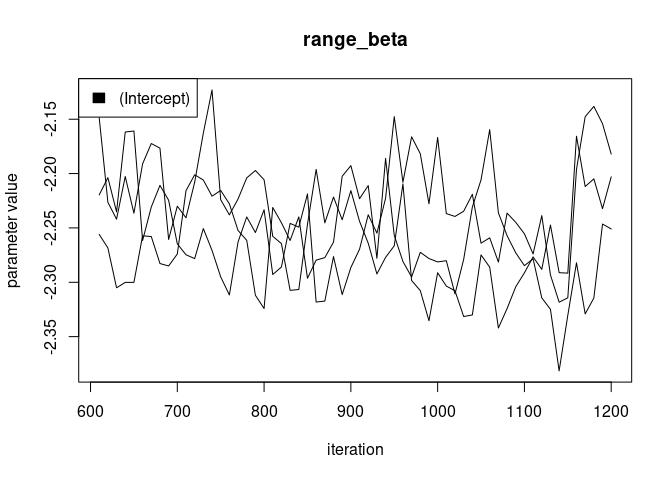 range_beta
(Intercept)
parameter value
-2.15
-2.20
-2.25
-2.30
-2.35
600 700 800 900 1000 1100 1200
iteration